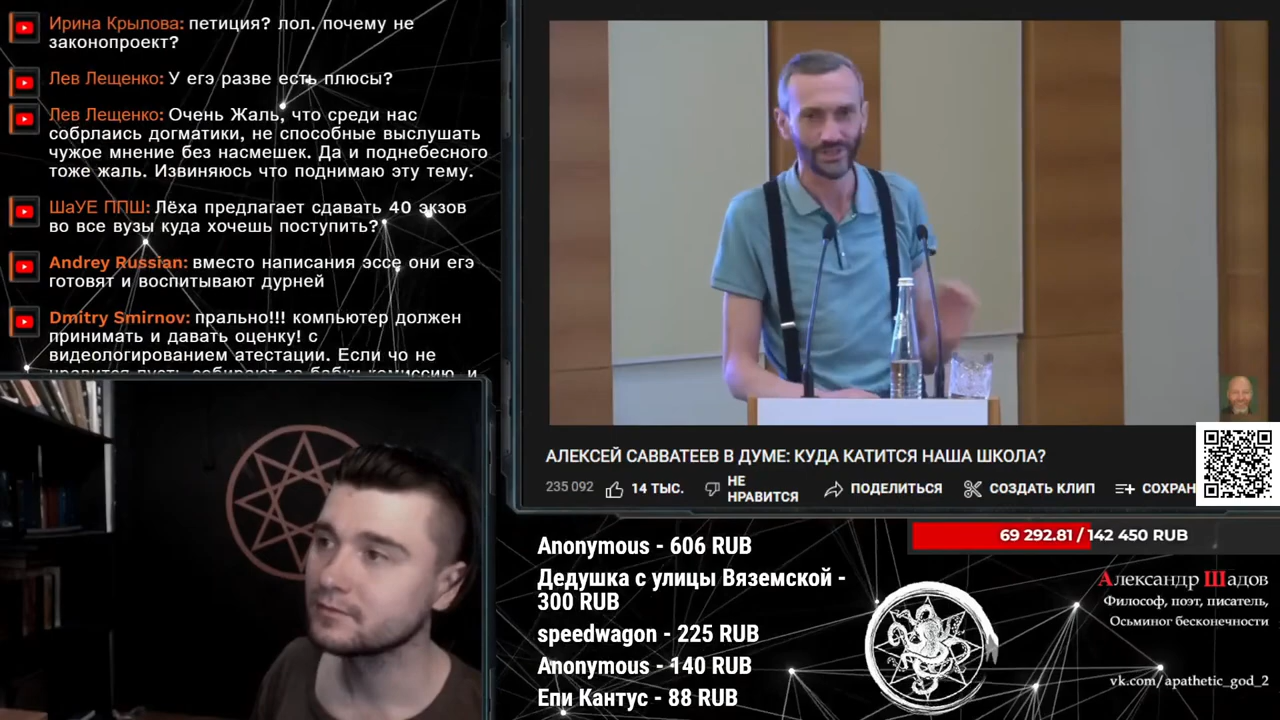 Ирина Крылова: петиция? лол. почему не
законопроект?
Лев Лещенко: У егэ разве есть плюсы?
Лев Лещенко: Очень Жаль, что среди нас
собрлаись догматики, не способные выслушать
чужое мнение без насмешек. Да и поднебесного
тоже жаль. Извиняюсь что поднимаю эту тему.
ШаУЕ ППШ: Лёха предлагает сдавать 40 экзов
во все вузы куда хочешь поступить?
Andrey Russian: вместо написания эссе они егэ
готовят и воспитывают дурней
Dmitry Smirnov: прально!!! компьютер должен
принимать и давать оценку! с
видеологированием атестации. Если чо не
АЛЕКСЕЙ САВВАТЕЕВ В ДУМЕ: КУДА КАТИТСЯ НАША ШКОЛА?
235 092 14 ТЫС. НЕ НРАВИТСЯ ПОДЕЛИТЬСЯ СОЗДАТЬ КЛИП СОХРАН
69 292.81 / 142 450 RUB
Anonymous - 606 RUB
Дедушка с улицы Вяземской -
300 RUB
speedwagon - 225 RUB
Anonymous - 140 RUB
Епи Кантус - 88 RUB
Александр Шадов
Философ, поэт, писатель,
Осьминог бесконечности
vk.com/apathetic_god_2